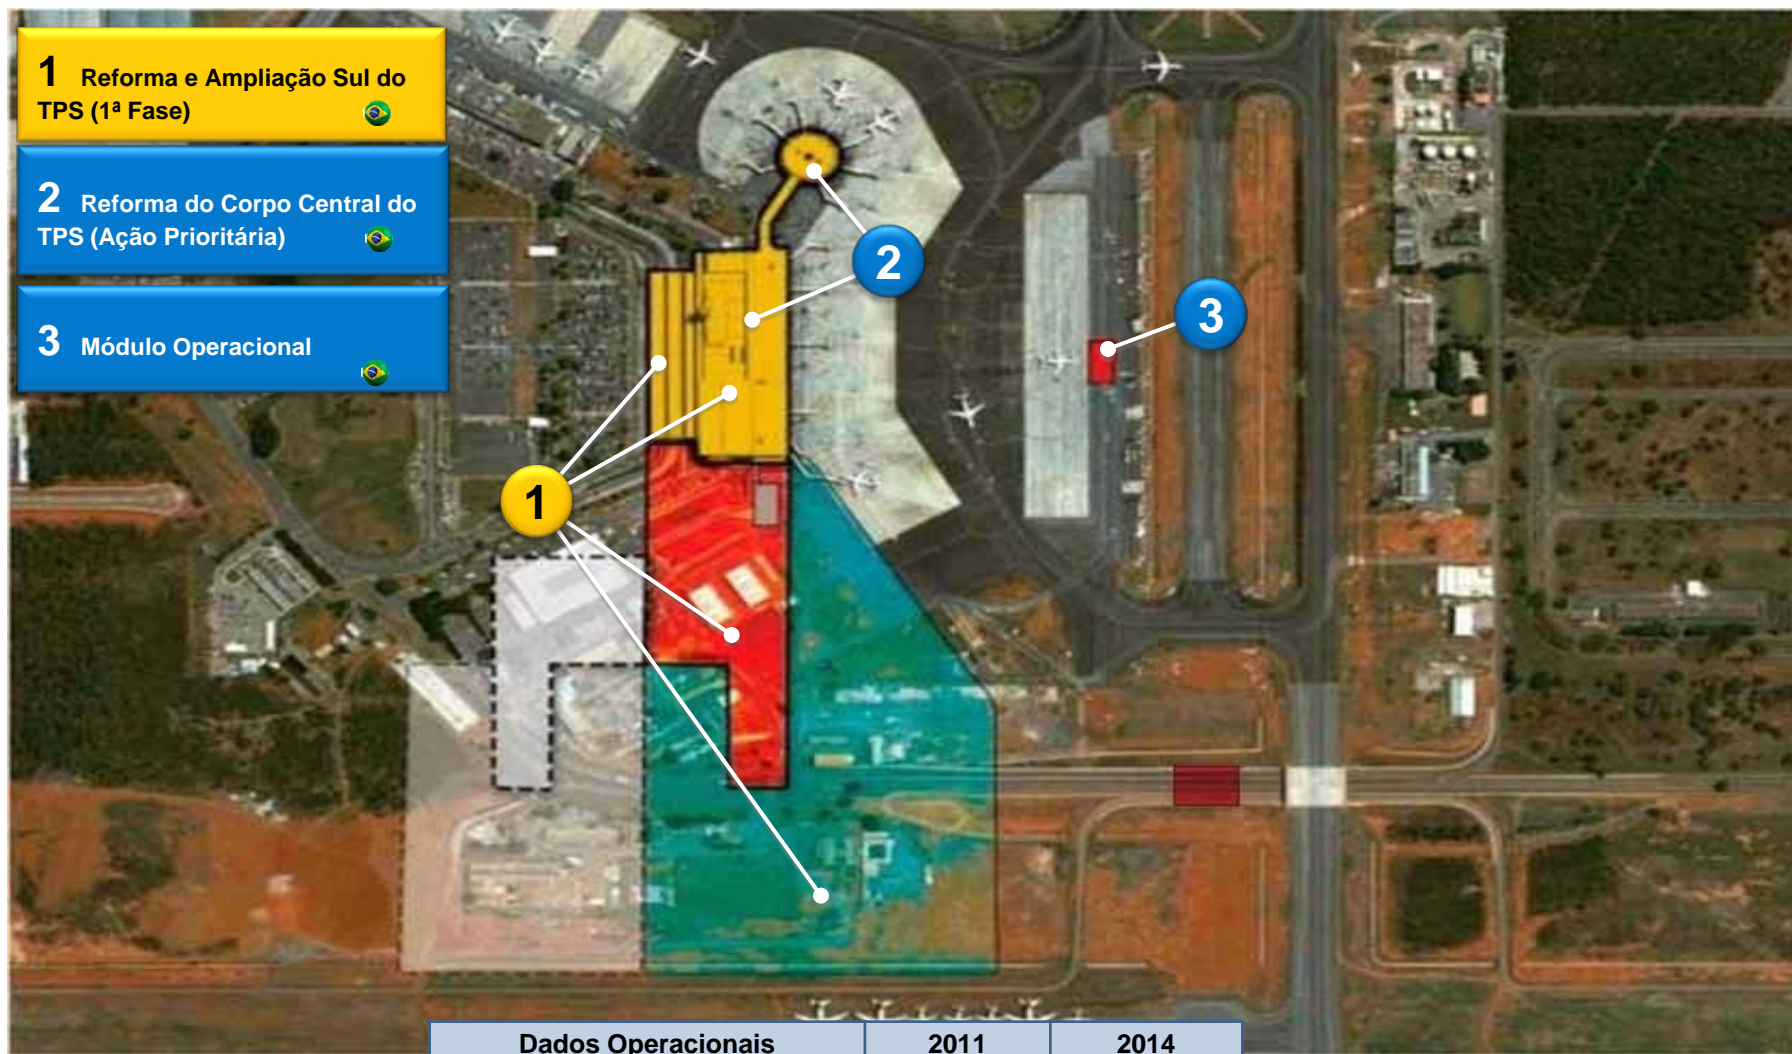 1 Reforma e Ampliação Sul do
TPS (1ª Fase)
2 Reforma do Corpo Central do
TPS (Ação Prioritária)
3 Módulo Operacional
2
3
1
Dados Operacionais 2011 2014